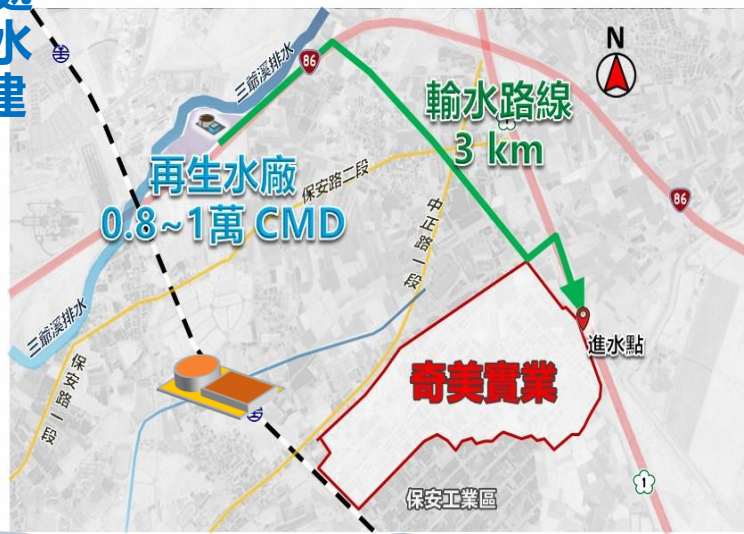 水
建
N
86
三爺溪排水
輸水路線
3 km
再生水廠
0.8~1萬 CMD
保安路二段
86
中正路一段
三爺溪排水
進水點
保安路一段
奇美實業
保安工業區
1